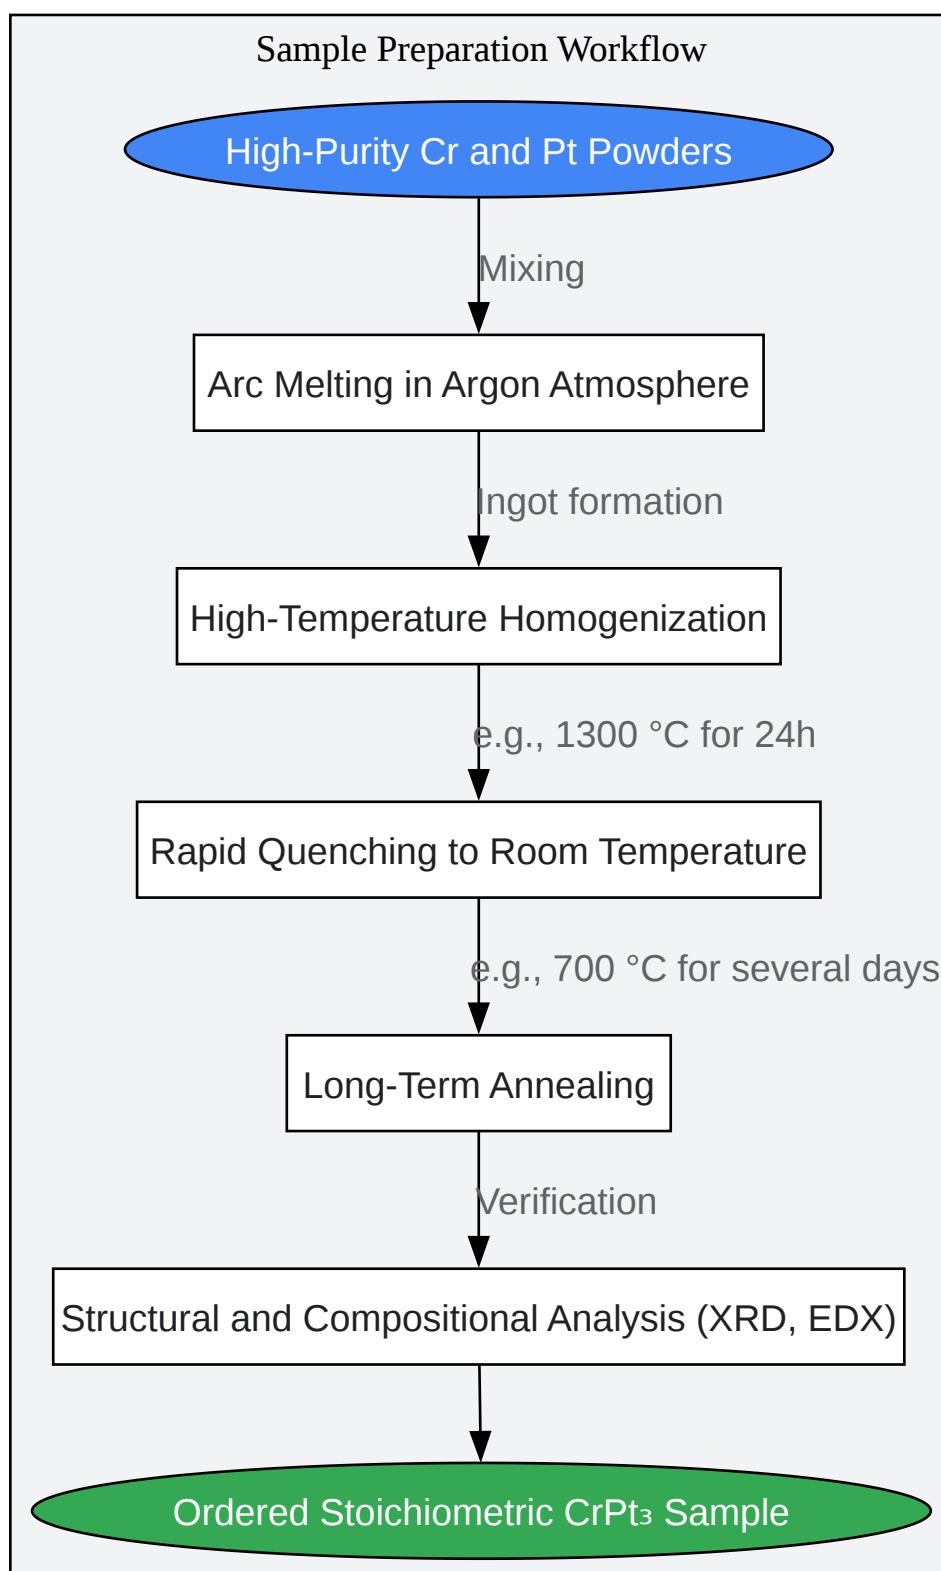 Sample Preparation Workflow
High-Purity Cr and Pt Powders
Mixing
Arc Melting in Argon Atmosphere
Ingot formation
High-Temperature Homogenization
e.g., 1300 °C for 24h
Rapid Quenching to Room Temperature
e.g., 700 °C for several days
Long-Term Annealing
Verification
Structural and Compositional Analysis (XRD, EDX)
Ordered Stoichiometric CrPt₃ Sample